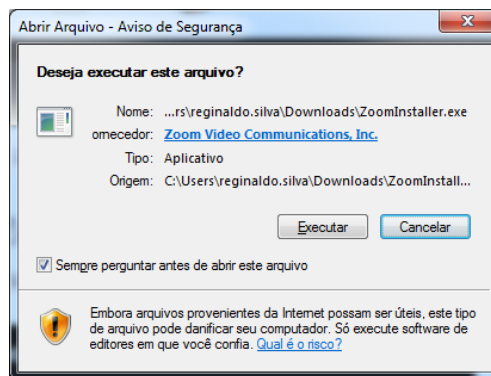 Abrir Arquivo - Aviso de Segurança
Deseja executar este arquivo?
Nome: ...rs\reginaldo.silva\Downloads\ZoomInstaller.exe
ornecedor: Zoom Video Communications, Inc.
Tipo: Aplicativo
Origem: C:\Users\reginaldo.silva\Downloads\ZoomInstall...
Executar Cancelar
Sempre perguntar antes de abrir este arquivo
Embora arquivos provenientes da Internet possam ser úteis, este tipo
de arquivo pode danificar seu computador. Só execute software de
editores em que você confia. Qual é o risco?